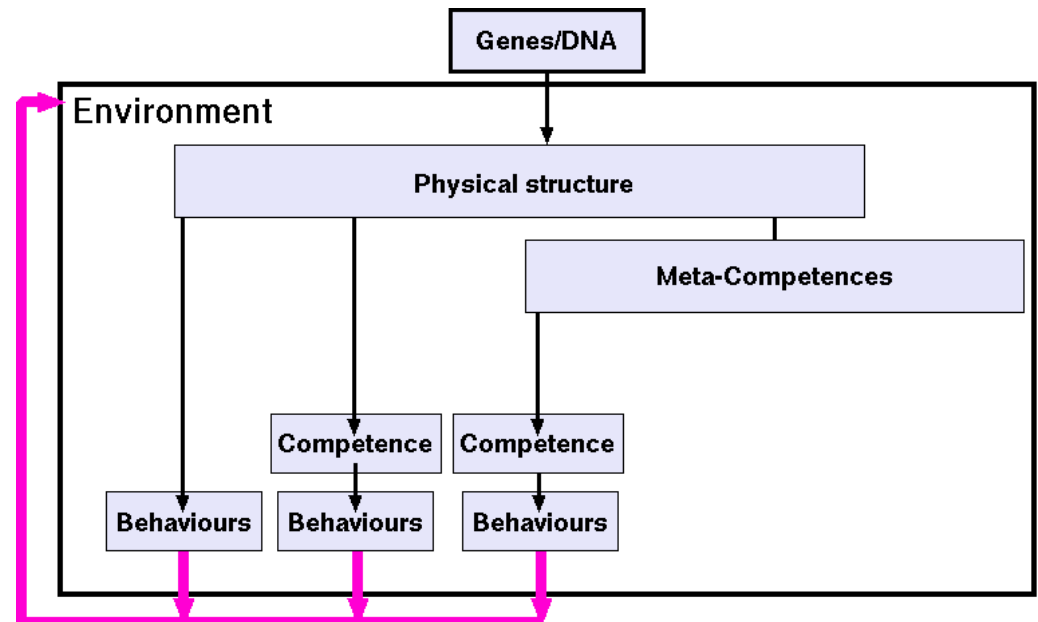 Genes/DNA
Environment
Physical structure
Meta-Competences
Competence
Competence
Behaviours
Behaviours
Behaviours